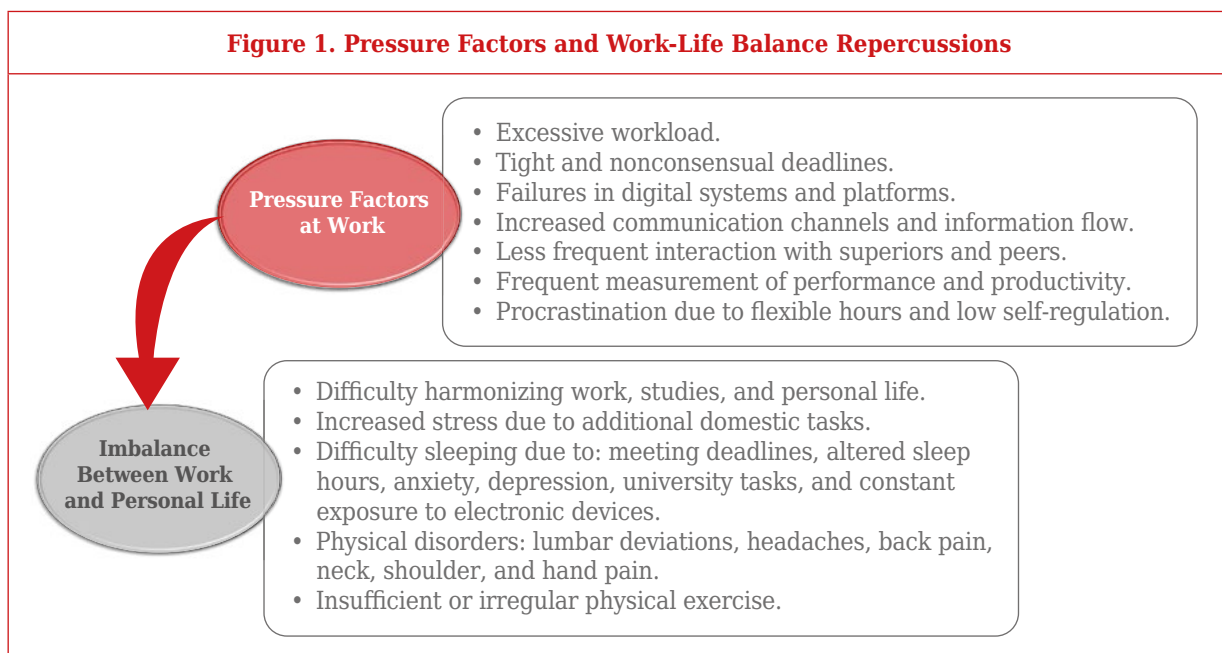 Figure 1. Pressure Factors and Work-Life Balance Repercussions
Pressure Factors
at Work
• Excessive workload.
• Tight and nonconsensual deadlines.
• Failures in digital systems and platforms.
• Increased communication channels and information flow.
• Less frequent interaction with superiors and peers.
• Frequent measurement of performance and productivity.
• Procrastination due to flexible hours and low self-regulation.
Imbalance
Between Work
and Personal Life
• Difficulty harmonizing work, studies, and personal life.
• Increased stress due to additional domestic tasks.
• Difficulty sleeping due to: meeting deadlines, altered sleep
hours, anxiety, depression, university tasks, and constant
exposure to electronic devices.
• Physical disorders: lumbar deviations, headaches, back pain,
neck, shoulder, and hand pain.
• Insufficient or irregular physical exercise.